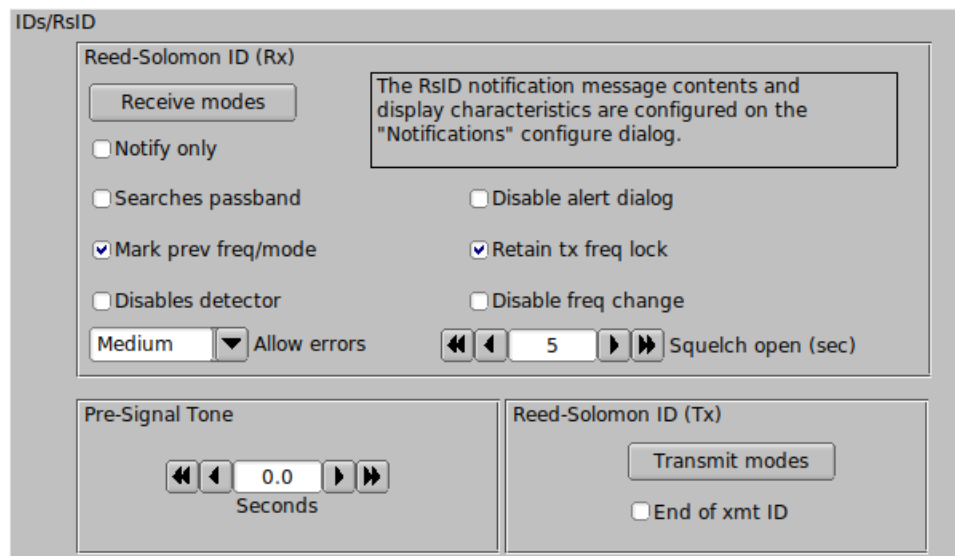 IDs/RsID
Reed-Solomon ID (Rx)
Receive modes
The RsID notification message contents and
display characteristics are configured on the
"Notifications" configure dialog.
Notify only
Searches passband
Disable alert dialog
Mark prev freq/mode
Retain tx freq lock
Disables detector
Disable freq change
Medium
Allow errors
5
Squelch open (sec)
Pre-Signal Tone
0.0
Seconds
Reed-Solomon ID (Tx)
Transmit modes
End of xmt ID